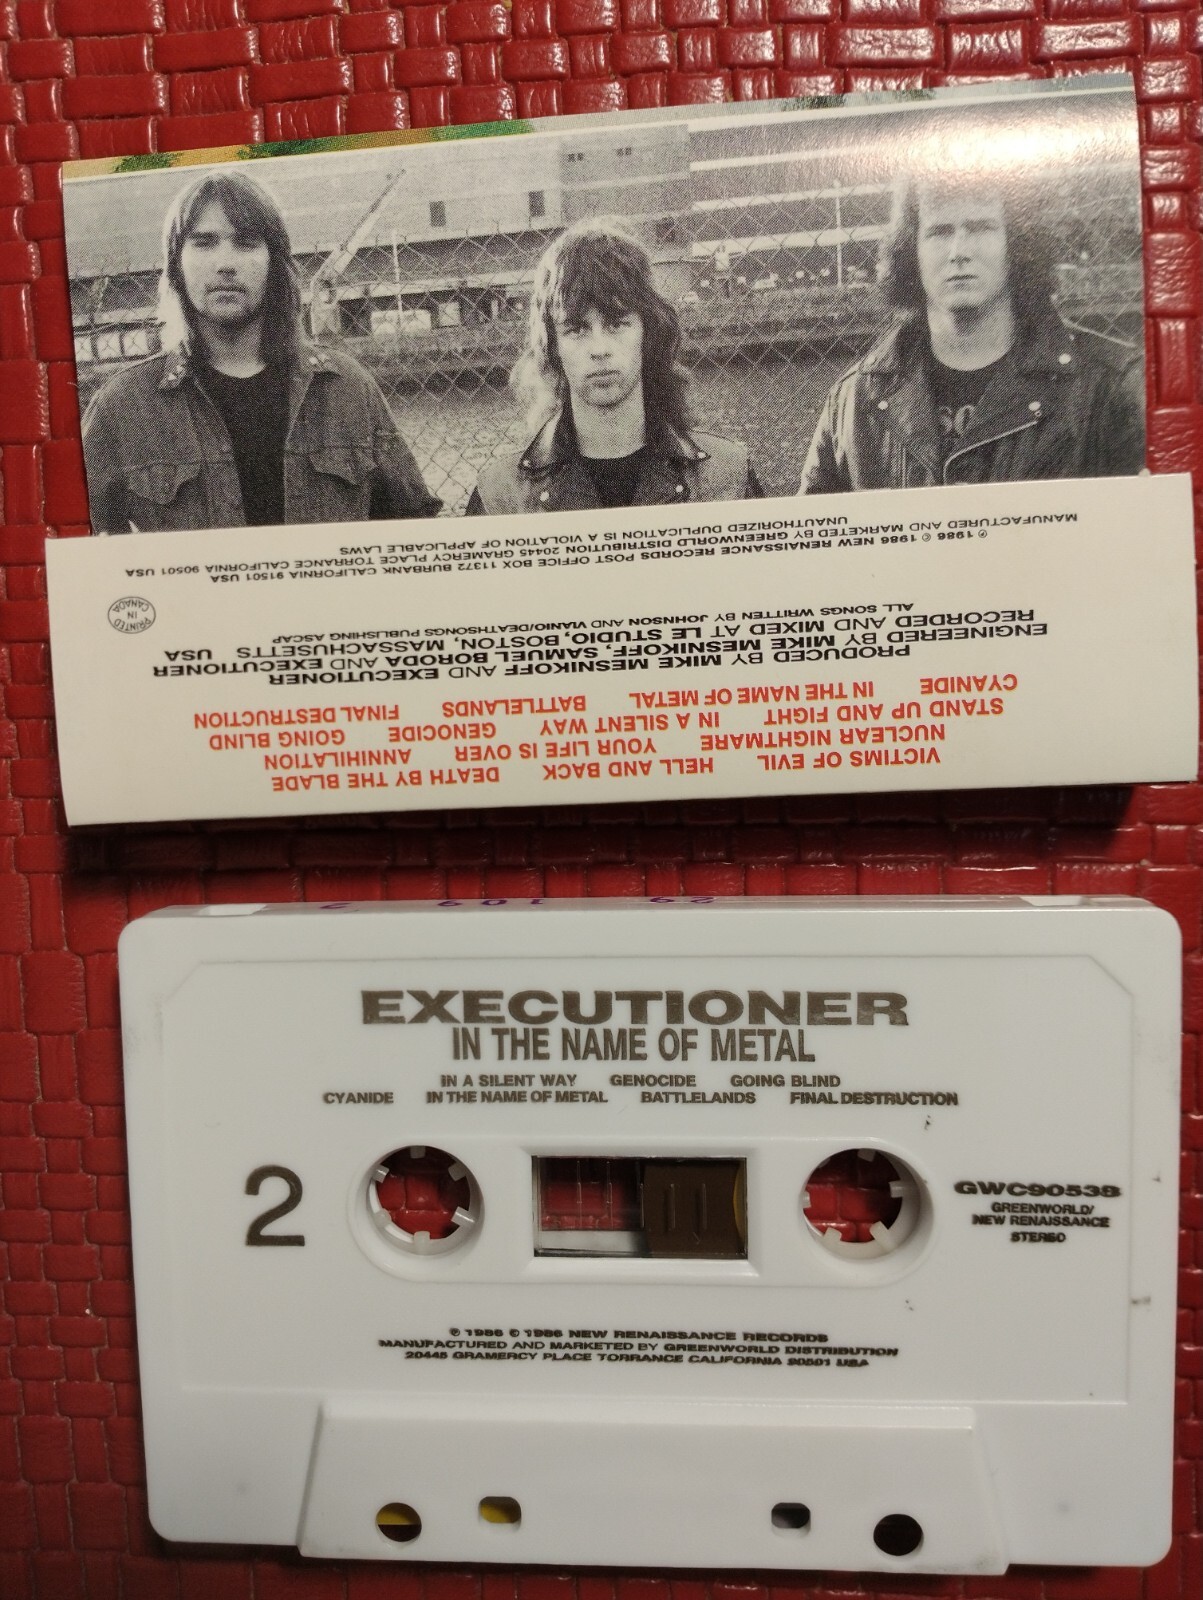 VICTIMS OF EVIL HELL AND BACK DEATH BY THE BLADE
NUCLEAR NIGHTMARE YOUR LIFE IS OVER ANNIHILATION
STAND UP AND FIGHT IN A SILENT WAY GENOCIDE GOING BLIND
CYANIDE IN THE NAME OF METAL BATTLELANDS FINAL DESTRUCTION
PRODUCED BY MIKE MESNIKOFF AND EXECUTIONER
ENGINEERED BY MIKE MESNIKOFF, SAMUEL BORODA AND EXECUTIONER
RECORDED AND MIXED AT LE STUDIO, BOSTON, MASSACHUSETTS USA
ALL SONGS WRITTEN BY JOHNSON AND VIANIO/DEATHSONGS PUBLISHING ASCAP
PRINTED
IN
CANADA
℗ 1986 © 1986 NEW RENAISSANCE RECORDS POST OFFICE BOX 11372 BURBANK CALIFORNIA 91501 USA
MANUFACTURED AND MARKETED BY GREENWORLD DISTRIBUTION 20445 GRAMERCY PLACE TORRANCE CALIFORNIA 90501 USA
UNAUTHORIZED DUPLICATION IS A VIOLATION OF APPLICABLE LAWS
EXECUTIONER
IN THE NAME OF METAL
IN A SILENT WAY GENOCIDE GOING BLIND
CYANIDE IN THE NAME OF METAL BATTLELANDS FINAL DESTRUCTION
2
GWC90538
GREENWORLD/
NEW RENAISSANCE
STEREO
℗ 1986 © 1986 NEW RENAISSANCE RECORDS
MANUFACTURED AND MARKETED BY GREENWORLD DISTRIBUTION
20445 GRAMERCY PLACE TORRANCE CALIFORNIA 90501 USA